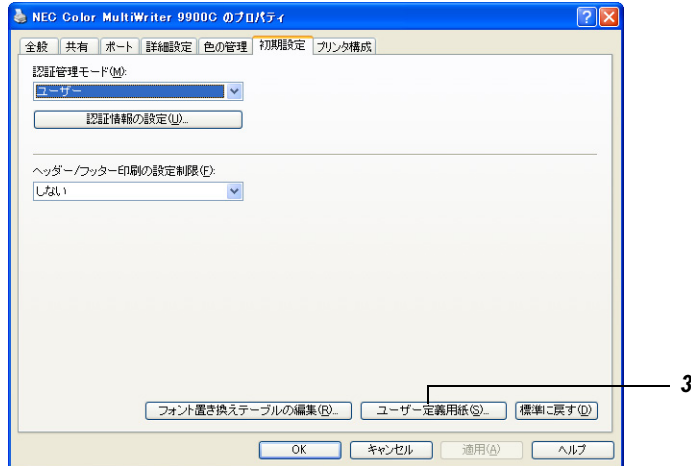 NEC Color MultiWriter 9900C のプロパティ
全般 共有 ポート 詳細設定 色の管理 初期設定 プリンタ構成
認証管理モード(M):
ユーザー
認証情報の設定(U)...
ヘッダー/フッター印刷の設定制限(F):
しない
3
フォント置き換えテーブルの編集(R)... ユーザー定義用紙(S)... 標準に戻す(D)
OK キャンセル 適用(A) ヘルプ